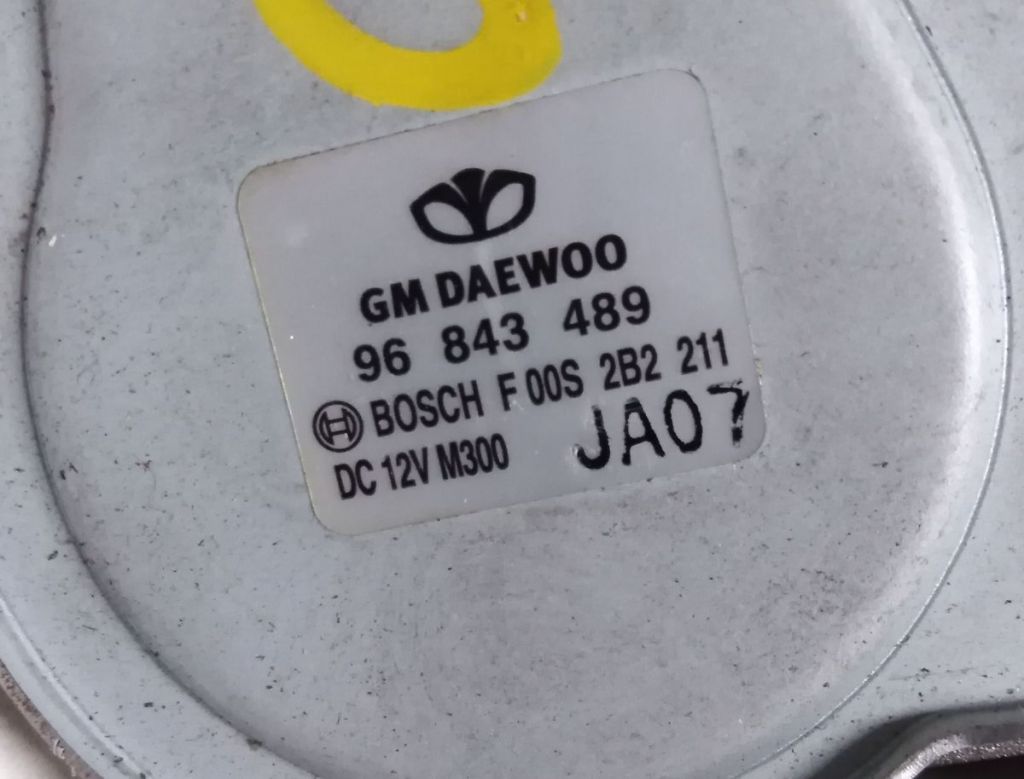 GM DAEWOO
96 843 489
BOSCH F 00S 2B2 211
DC 12V M300 JA07